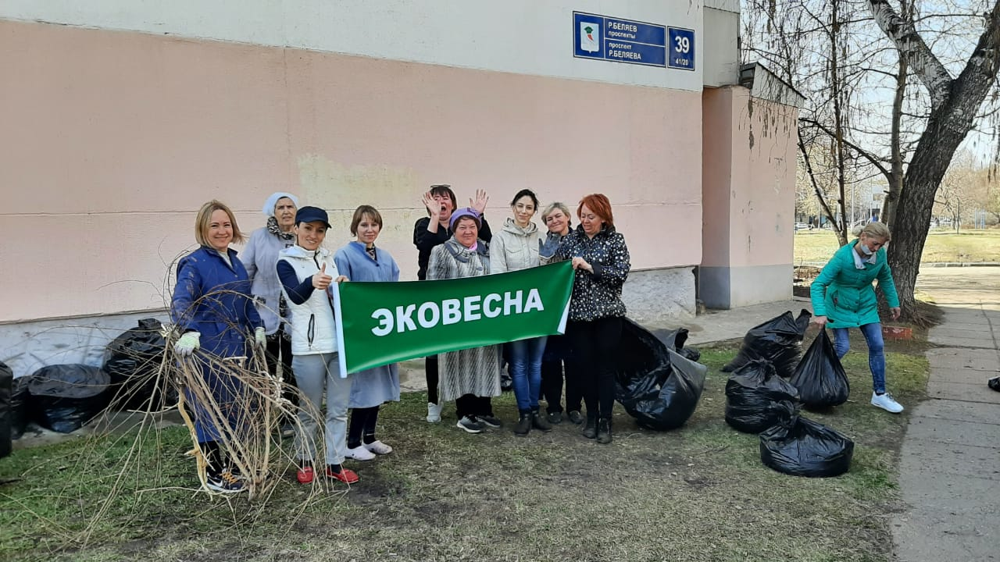 Р.БЕЛЯЕВ
проспекты
проспект
Р.БЕЛЯЕВА
39
41/20
ЭКОВЕСНА